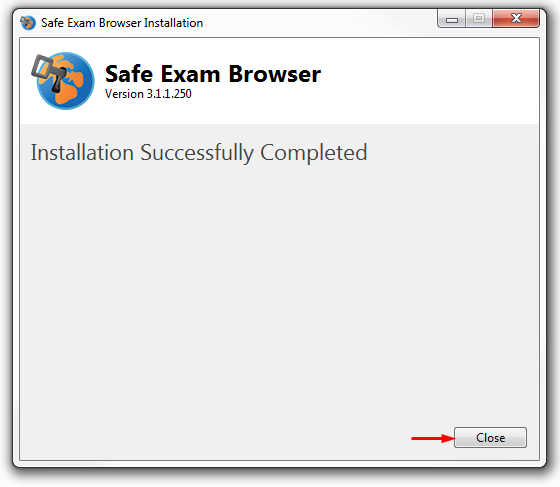 Safe Exam Browser Installation
Safe Exam Browser
Version 3.1.1.250
Installation Successfully Completed
Close